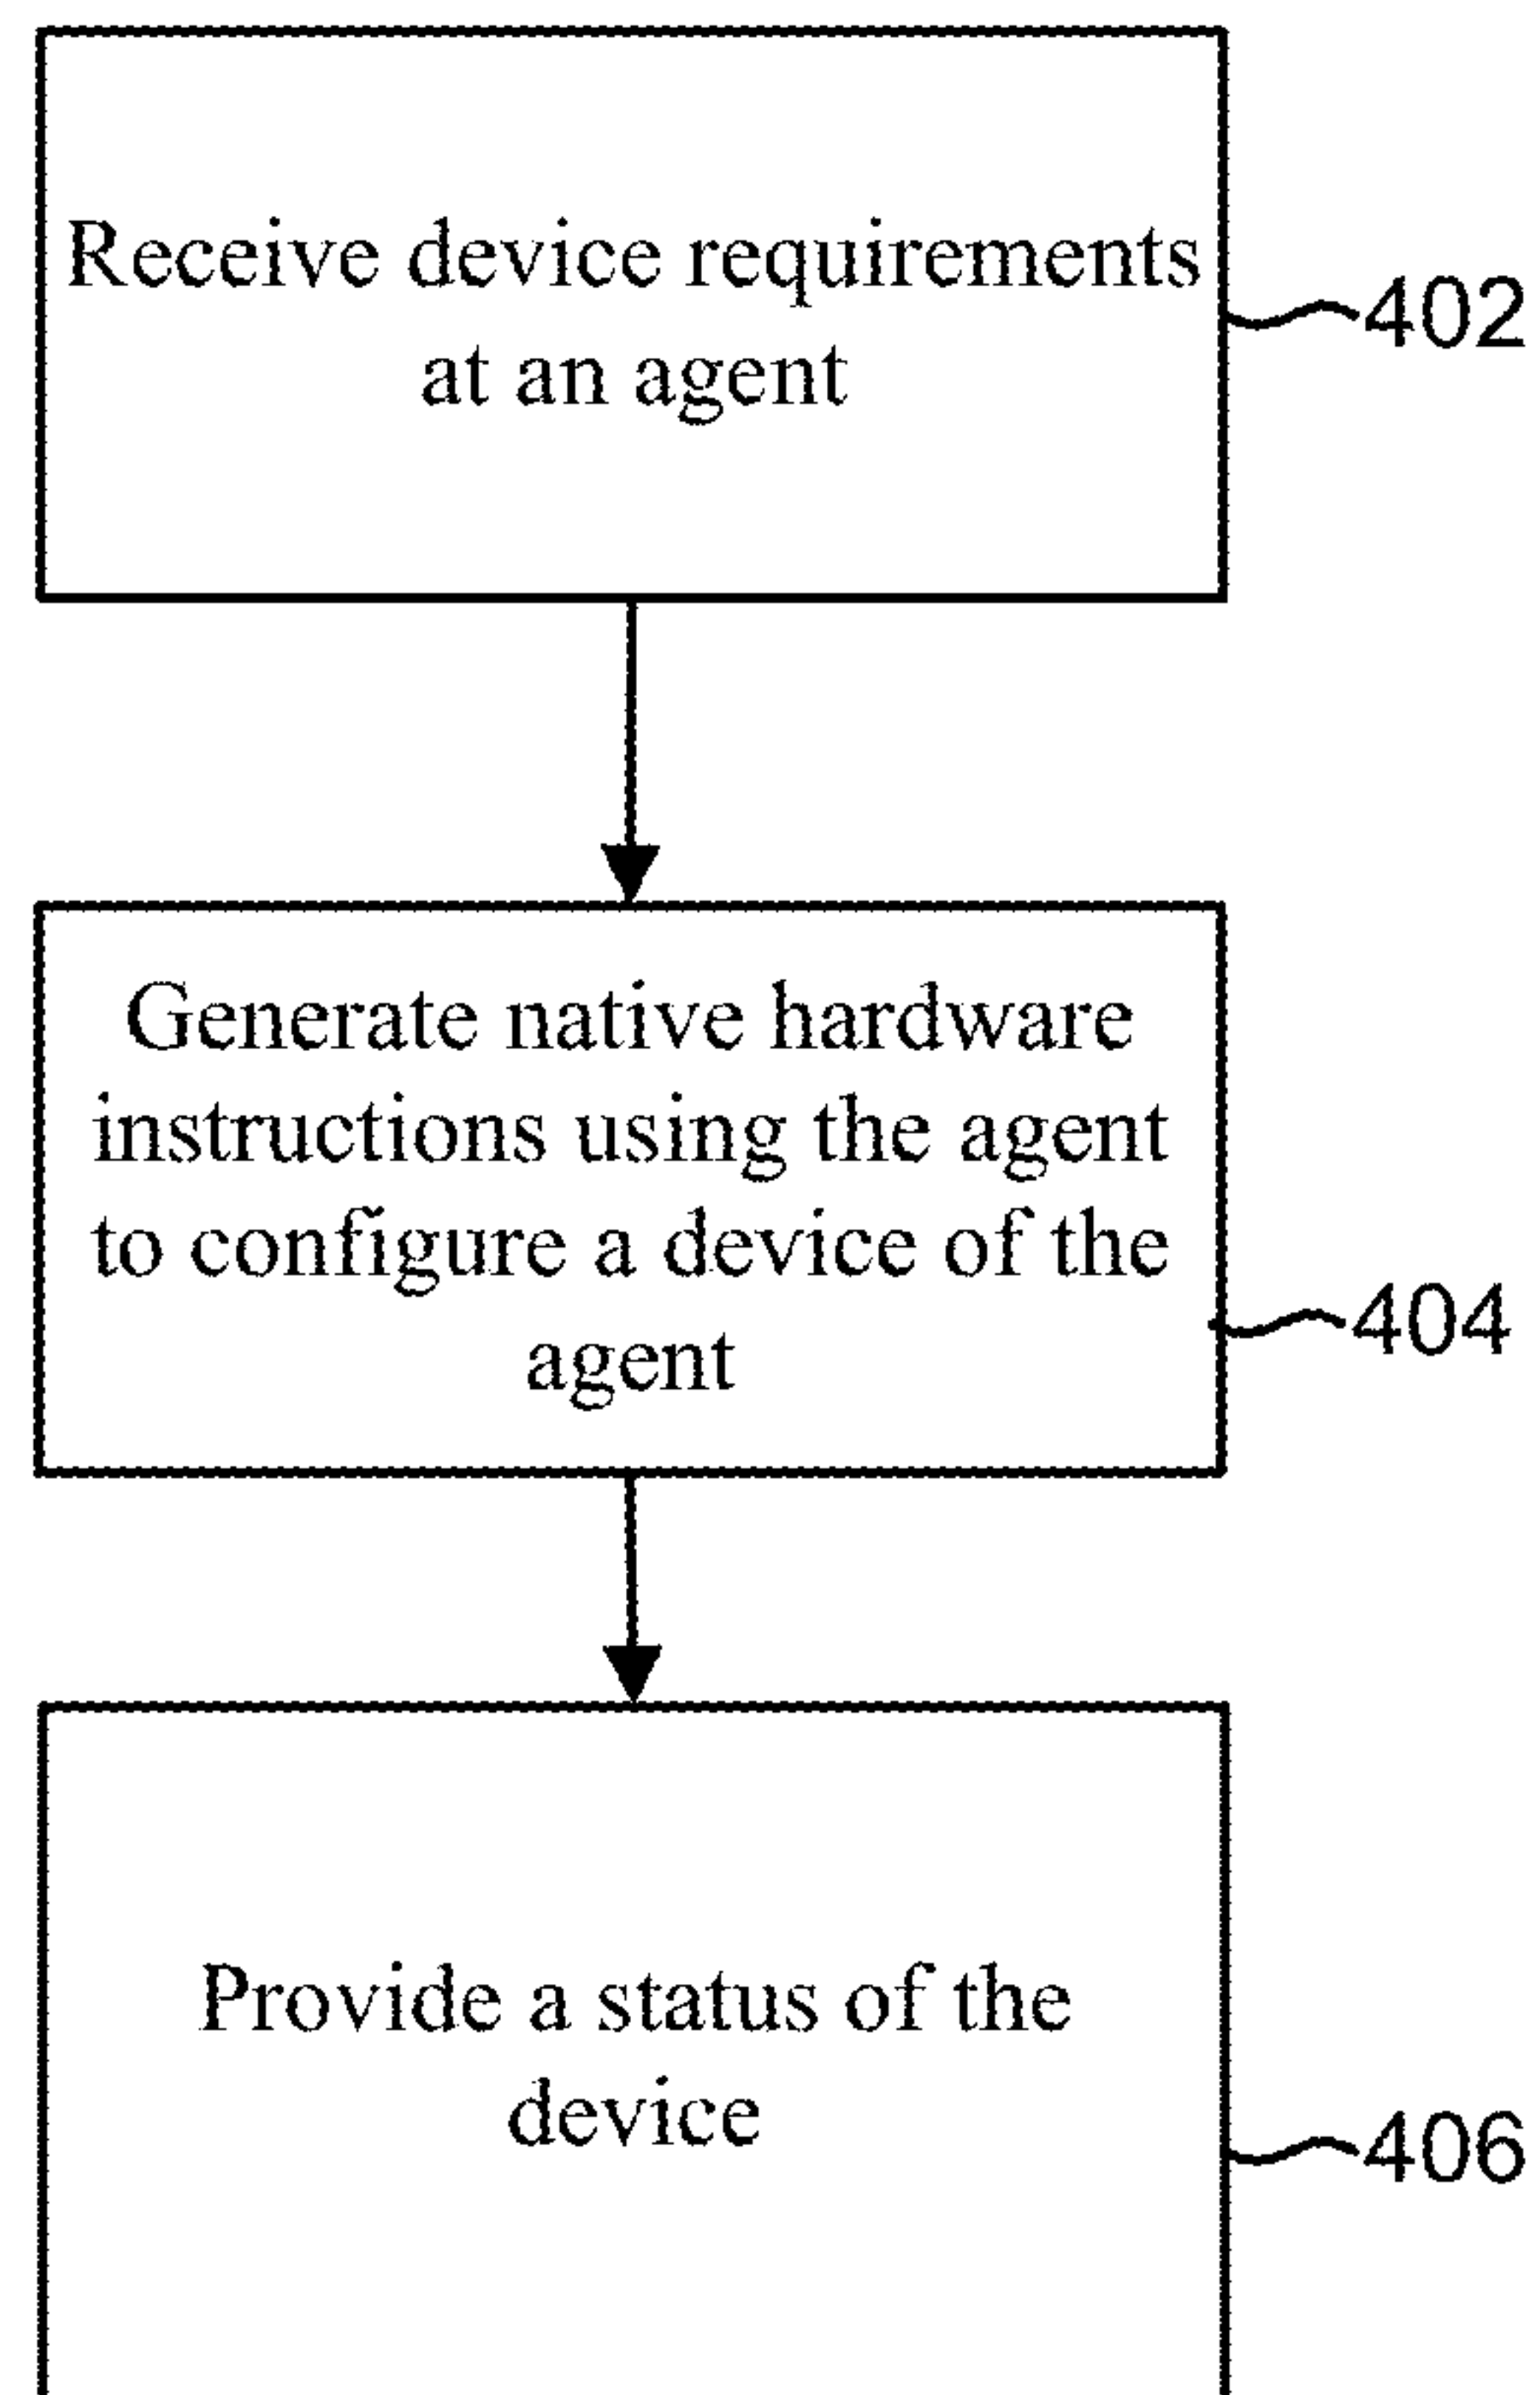 Receive device requirements
at an agent
402
Generate native hardware
instructions using the agent
to configure a device of the
agent
404
Provide a status of the
device
406